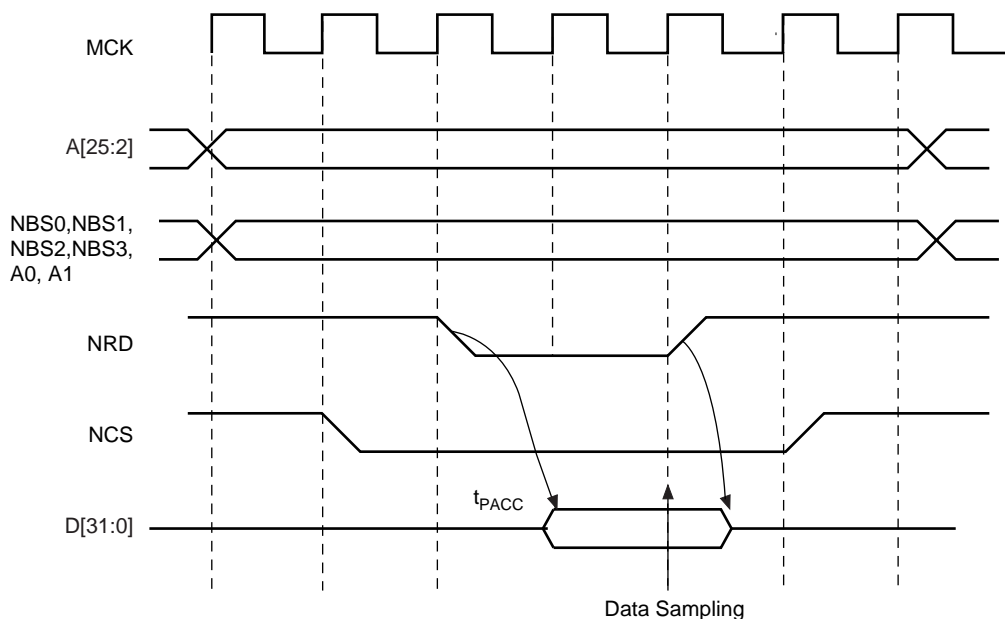 MCK
A[25:2]
NBS0,NBS1,
NBS2,NBS3,
A0, A1
NRD
NCS
tPACC
D[31:0]
Data Sampling